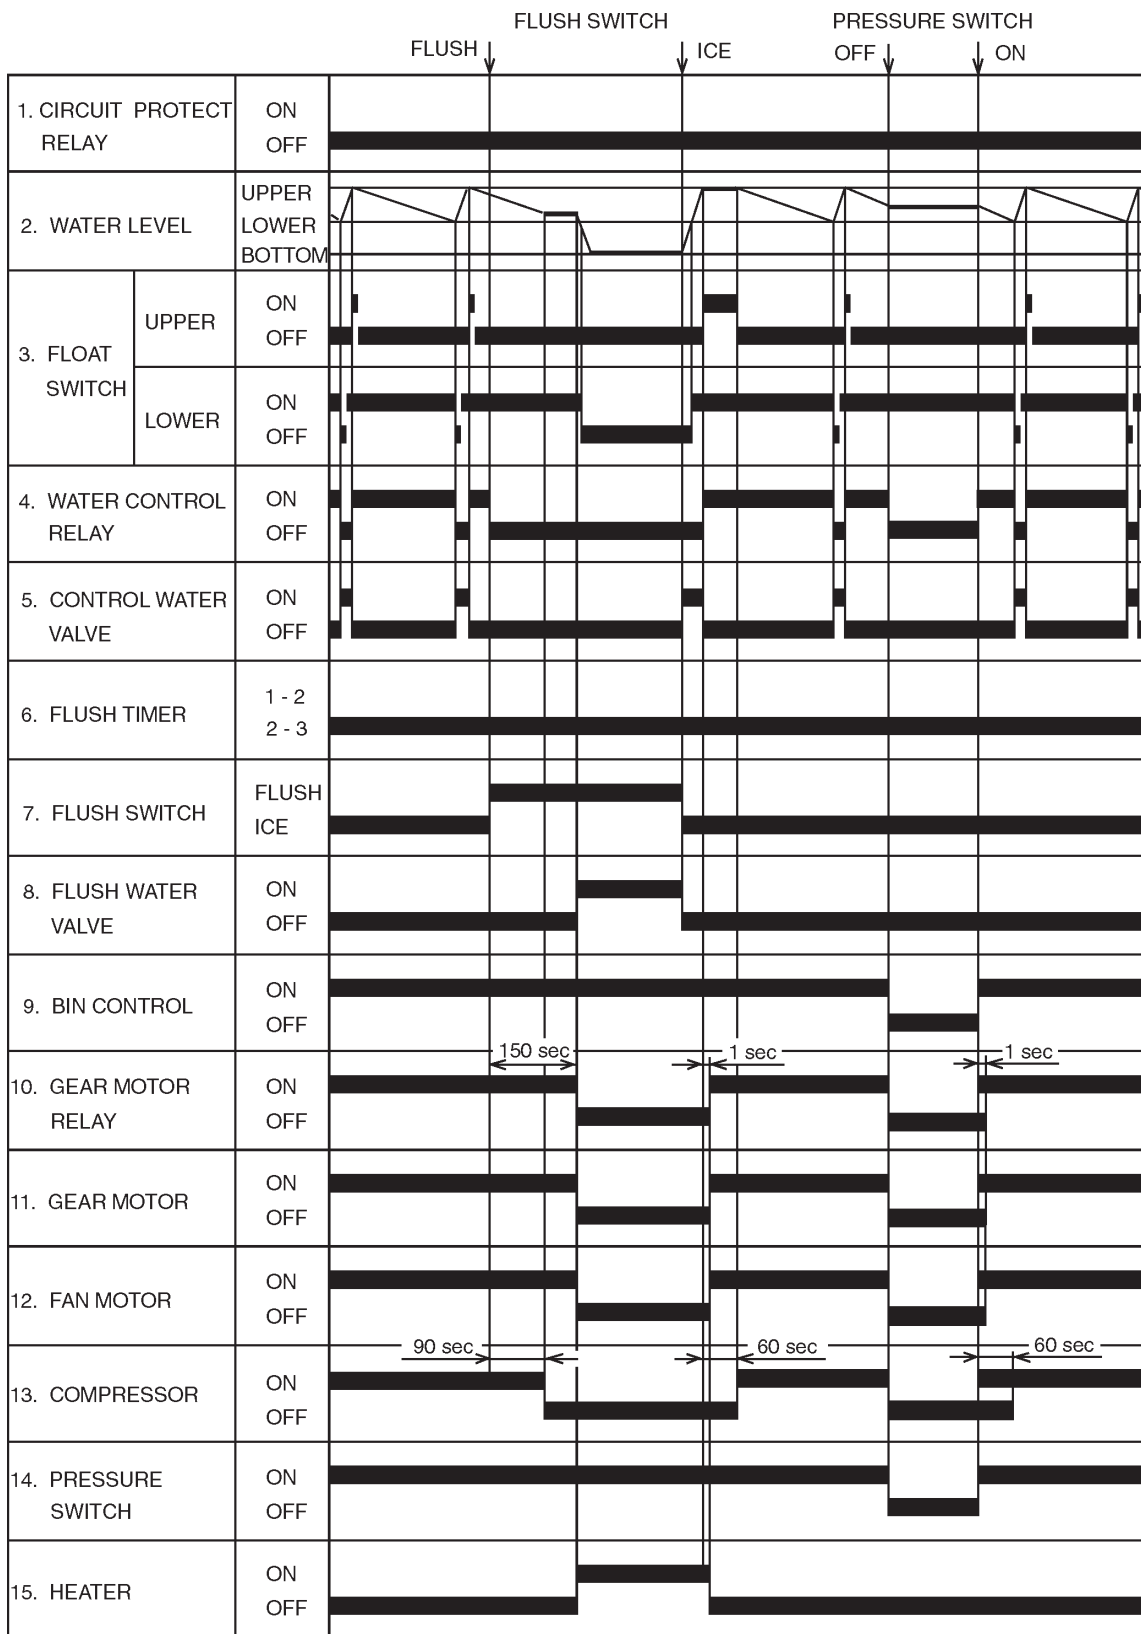 FLUSH SWITCH PRESSURE SWITCH
FLUSH ICE OFF ON
1. CIRCUIT PROTECT ON
RELAY OFF
UPPER
2. WATER LEVEL LOWER
BOTTOM
3. FLOAT SWITCH
UPPER ON
OFF
LOWER ON
OFF
4. WATER CONTROL ON
RELAY OFF
5. CONTROL WATER ON
VALVE OFF
6. FLUSH TIMER 1 - 2
2 - 3
7. FLUSH SWITCH FLUSH
ICE
8. FLUSH WATER ON
VALVE OFF
9. BIN CONTROL ON
OFF
150 sec 1 sec 1 sec
10. GEAR MOTOR ON
RELAY OFF
11. GEAR MOTOR ON
OFF
12. FAN MOTOR ON
OFF
90 sec 60 sec 60 sec
13. COMPRESSOR ON
OFF
14. PRESSURE ON
SWITCH OFF
15. HEATER ON
OFF